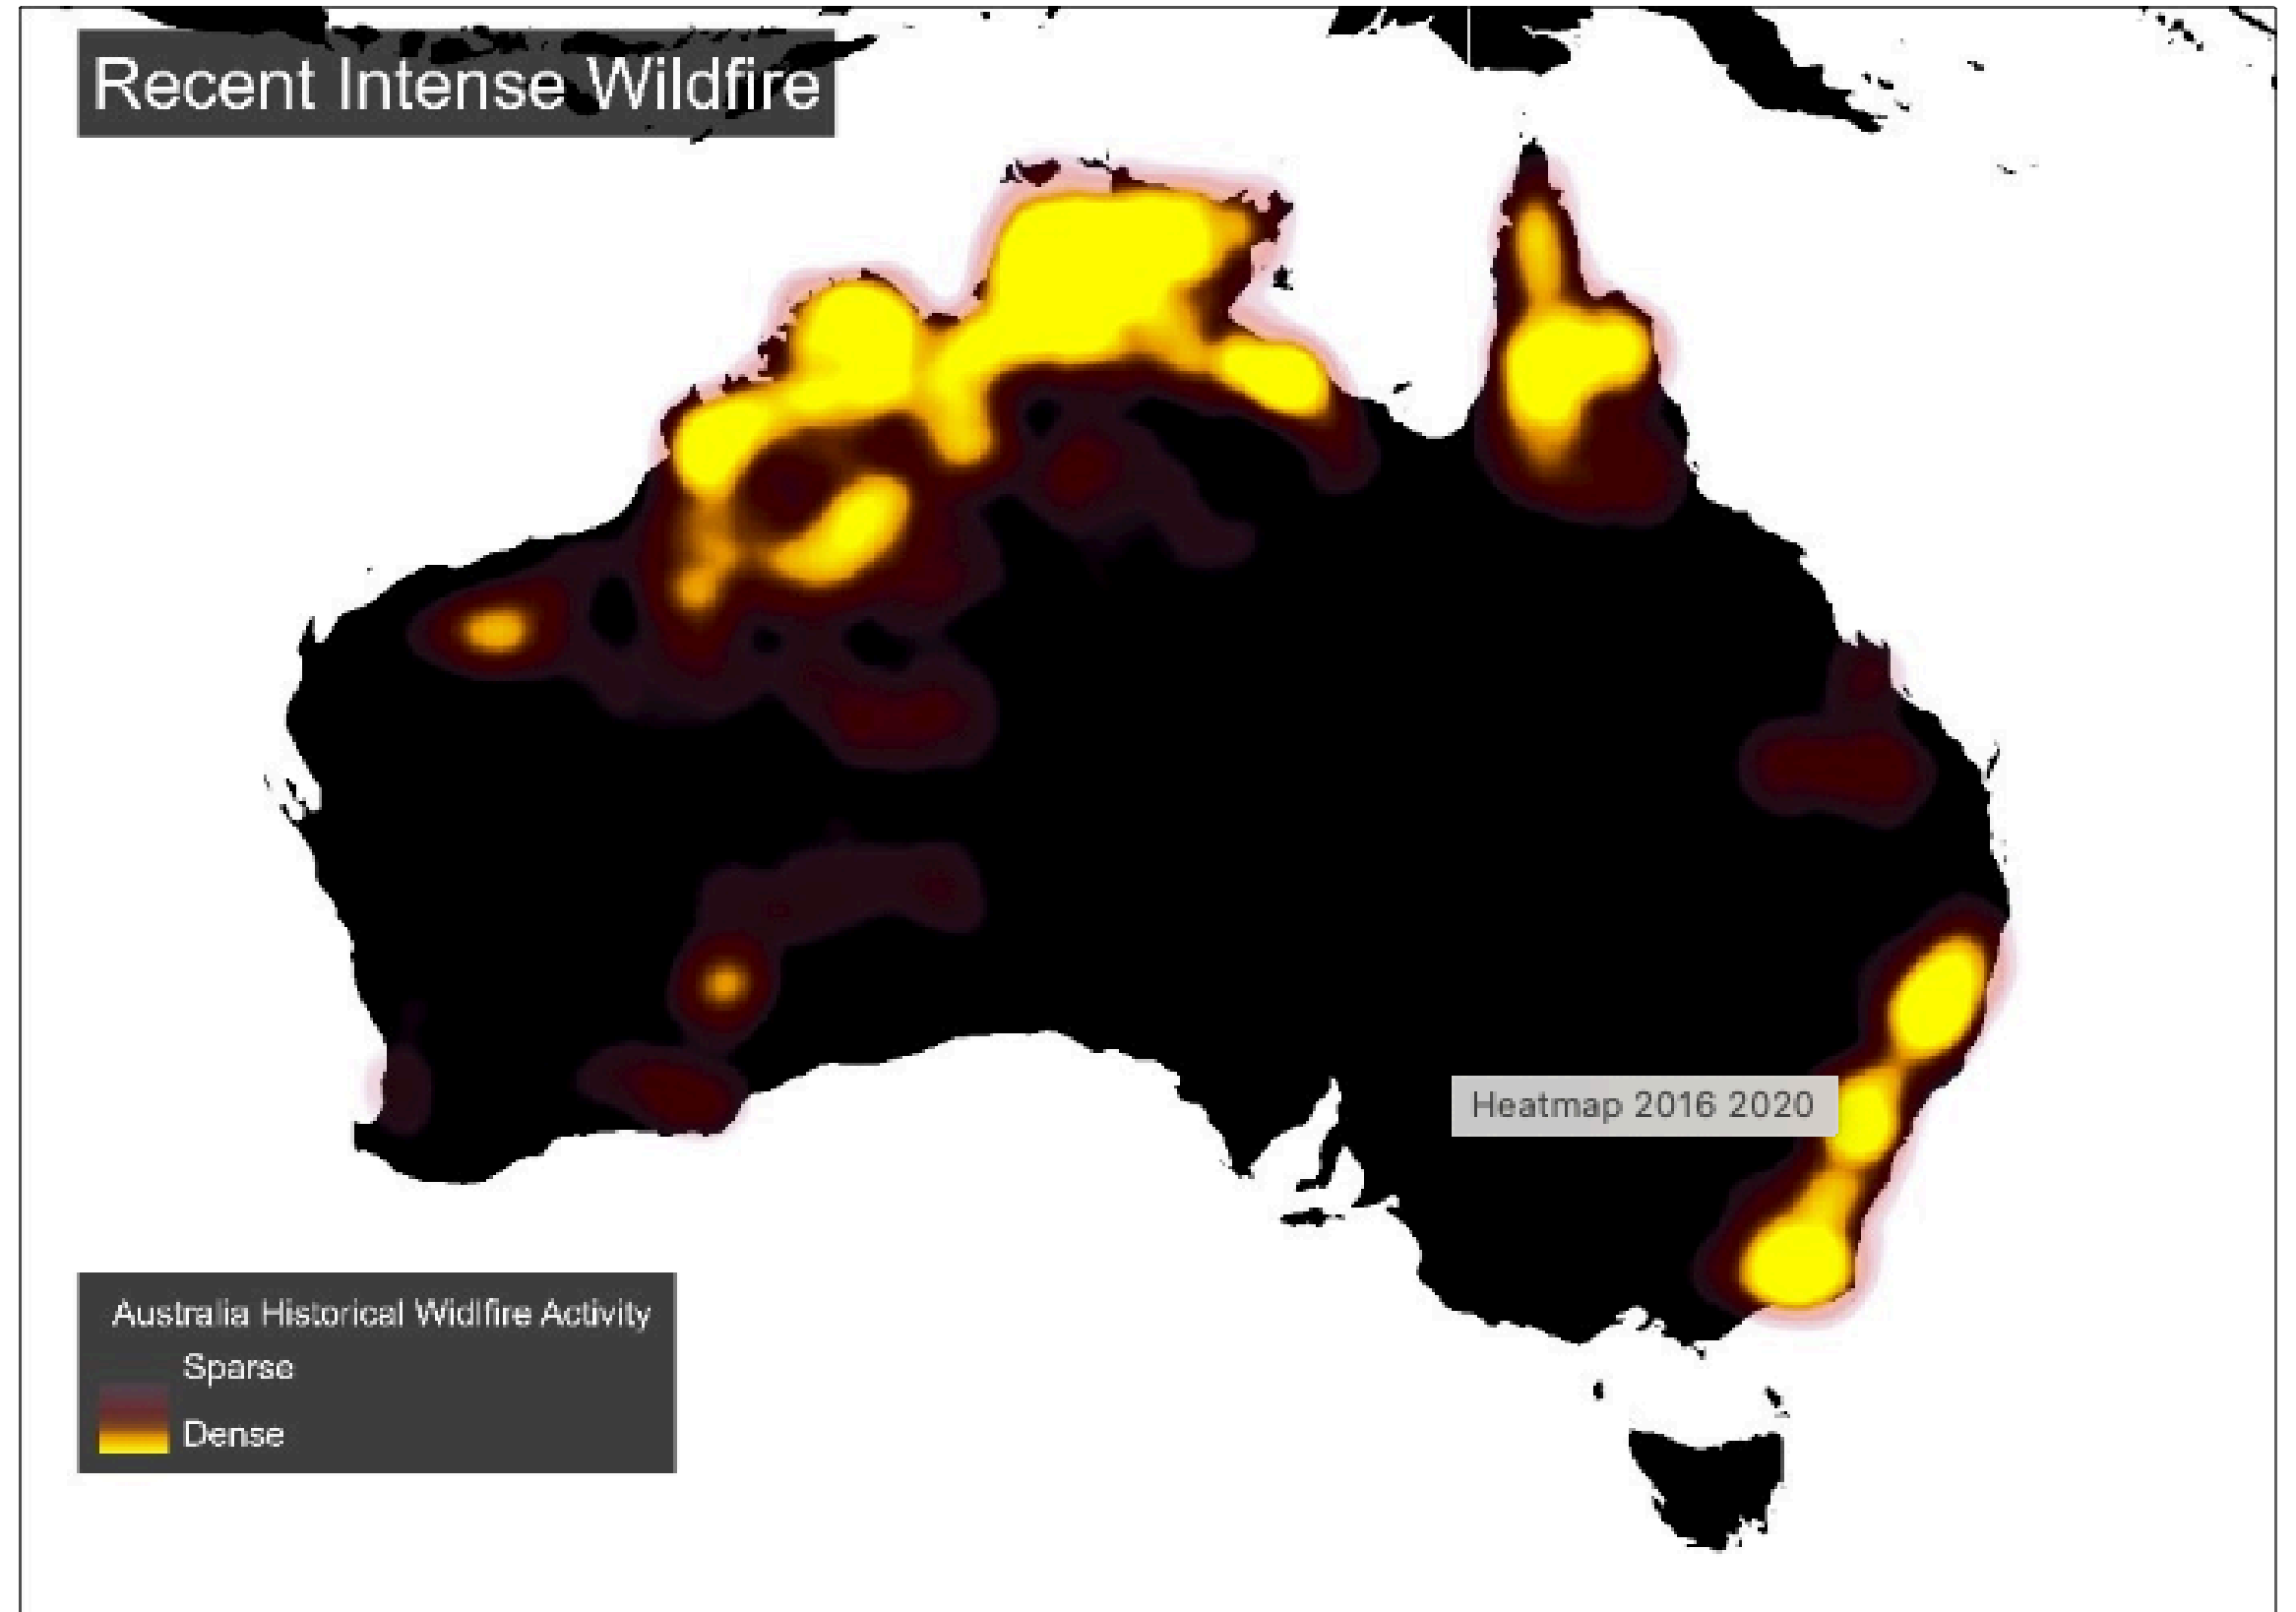 Recent Intense Wildfire
Heatmap 2016 2020
Australia Historical Widlfire Activity
Sparse
Dense